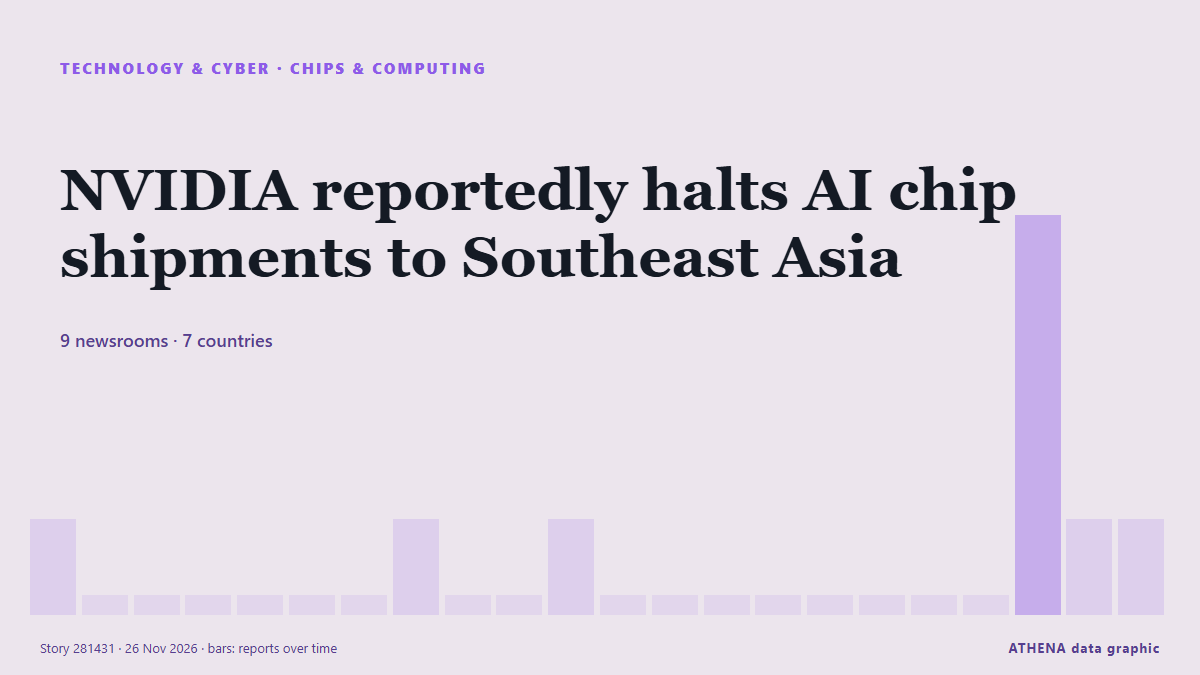 TECHNOLOGY & CYBER · CHIPS & COMPUTING
NVIDIA reportedly halts AI chip
shipments to Southeast Asia
9 newsrooms · 7 countries
Story 281431 · 26 Nov 2026 · bars: reports over time
ATHENA data graphic